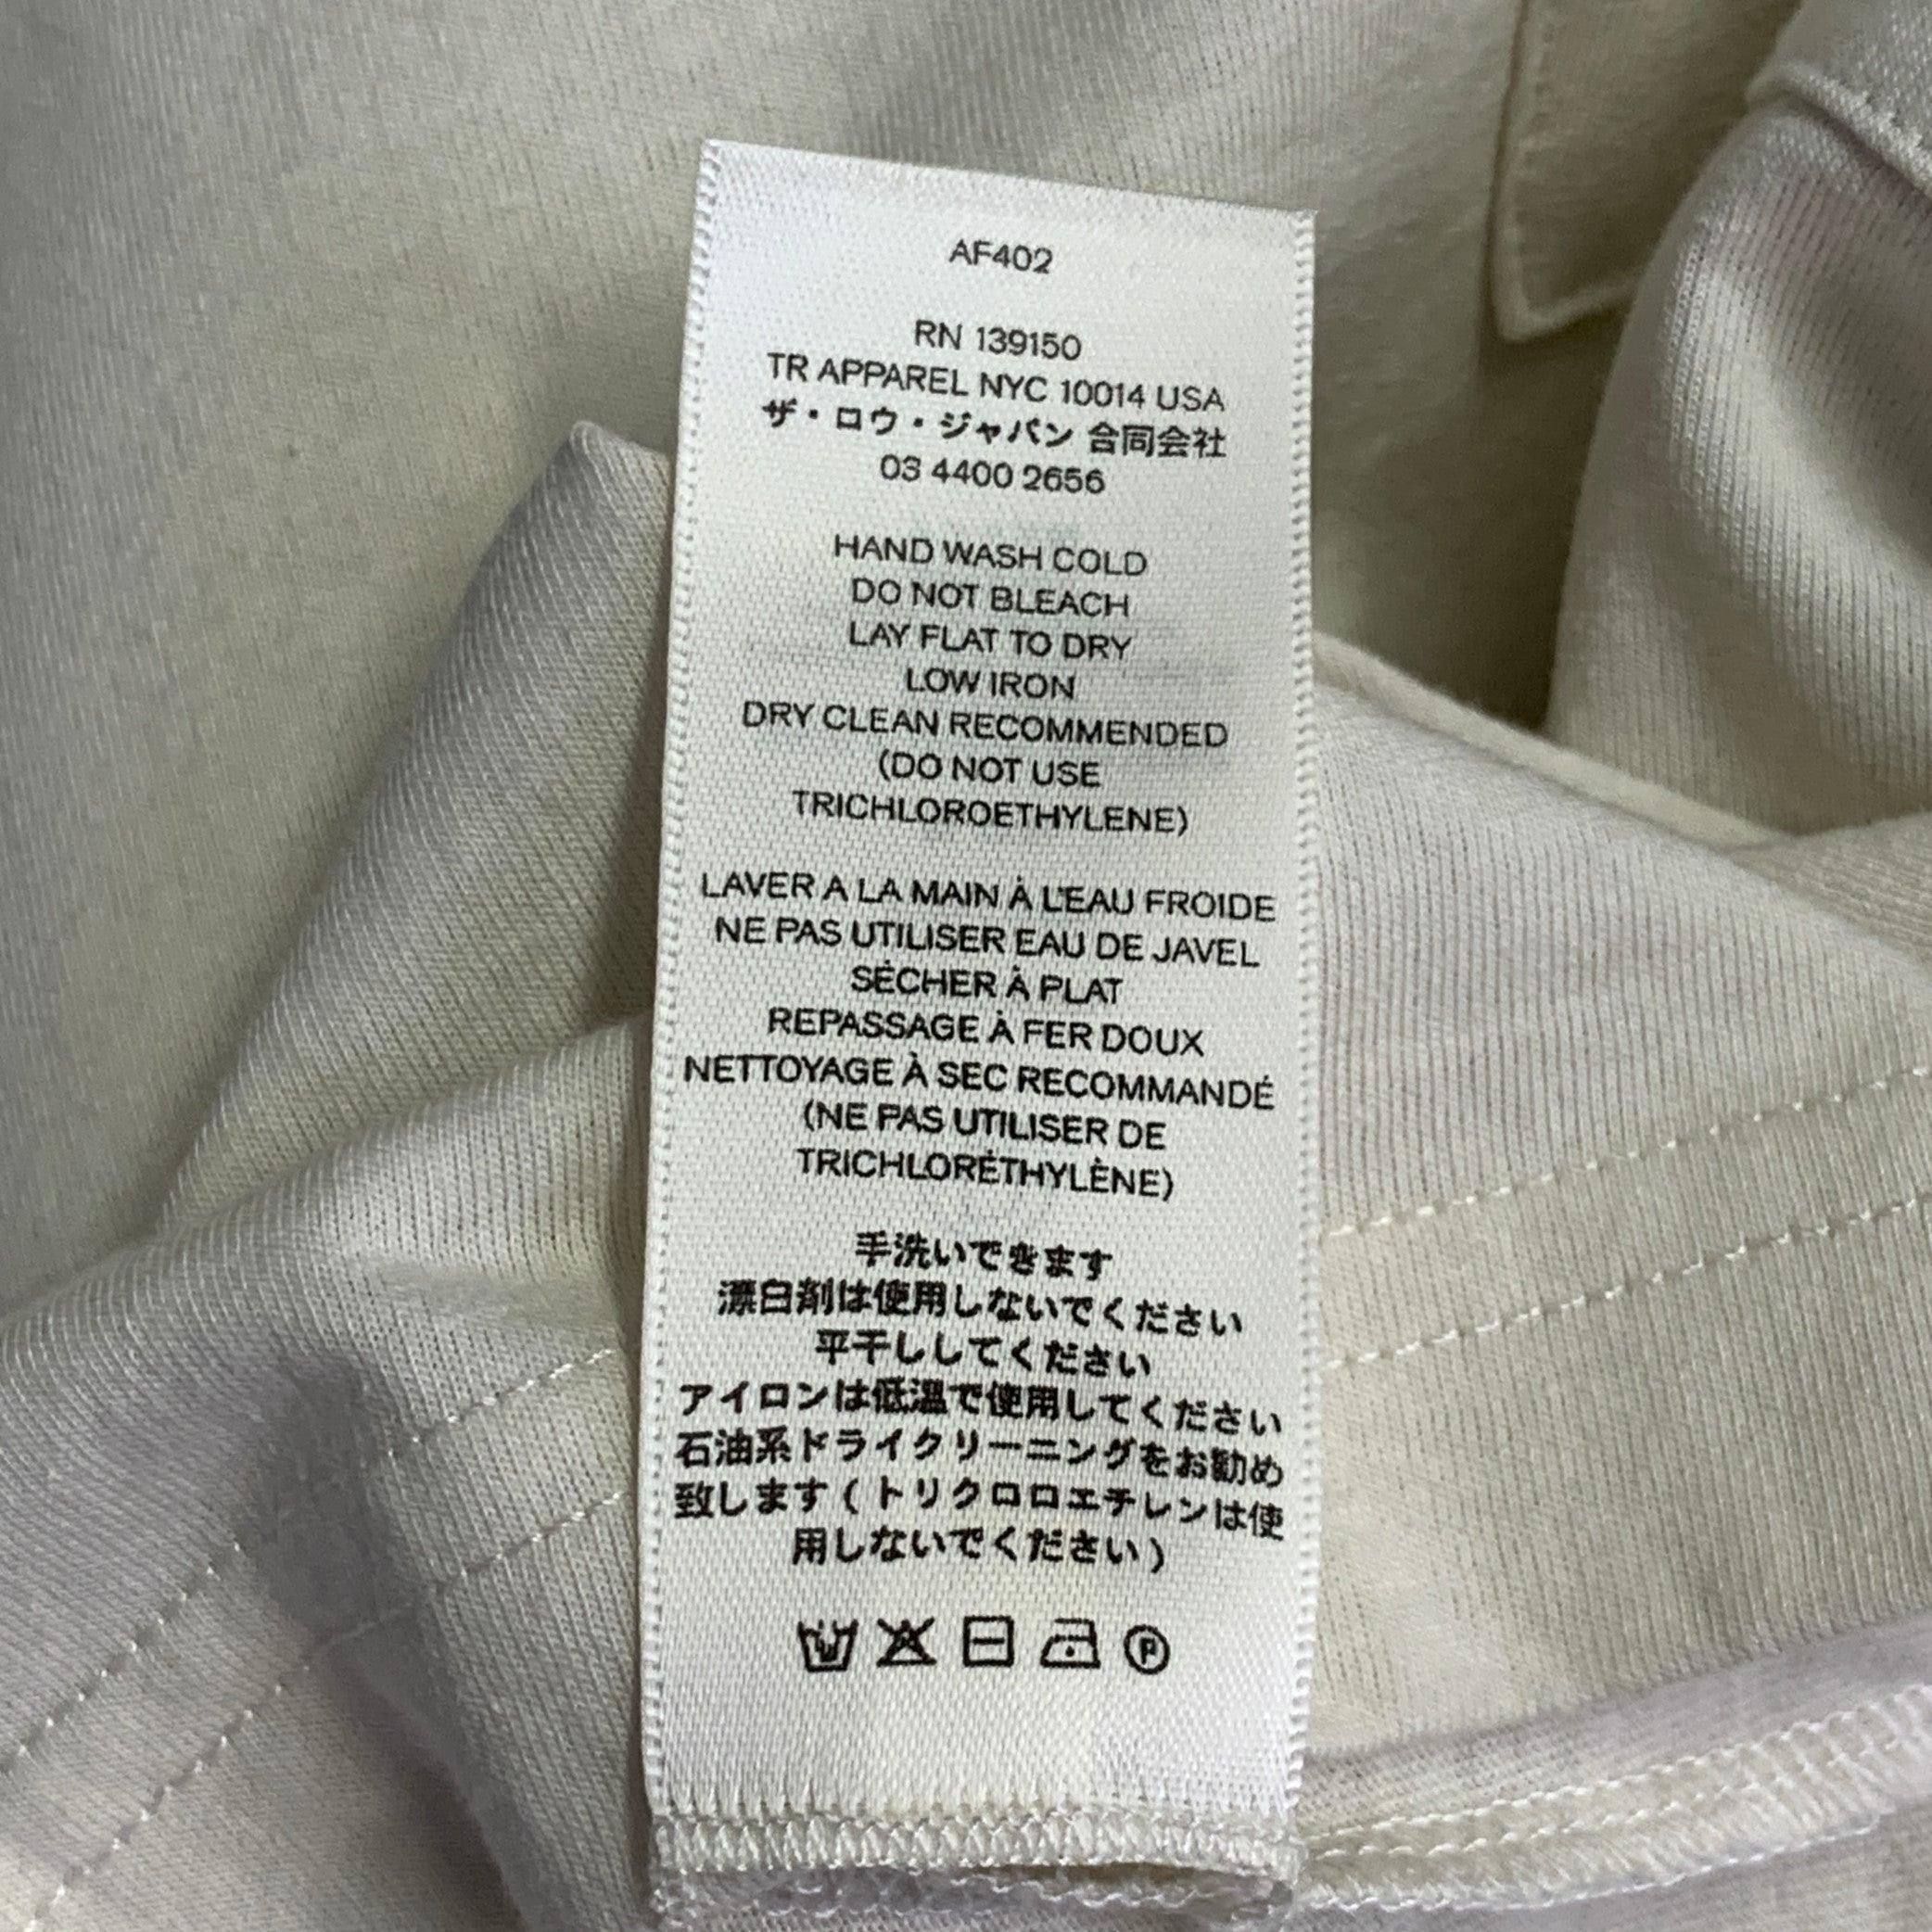 AF402
RN 139150
TR APPAREL NYC 10014 USA
ザ・ロウ・ジャパン 合同会社
03 4400 2656
HAND WASH COLD
DO NOT BLEACH
LAY FLAT TO DRY
LOW IRON
DRY CLEAN RECOMMENDED
(DO NOT USE
TRICHLOROETHYLENE)
LAVER A LA MAIN À L'EAU FROIDE
NE PAS UTILISER EAU DE JAVEL
SÉCHER À PLAT
REPASSAGE À FER DOUX
NETTOYAGE À SEC RECOMMANDÉ
(NE PAS UTILISER DE
TRICHLORÉTHYLÈNE)
手洗いできます
漂白剤は使用しないでください
平干ししてください
アイロンは低温で使用してください
石油系ドライクリーニングをお勧め
致します(トリクロロエチレンは使
用しないでください)
P